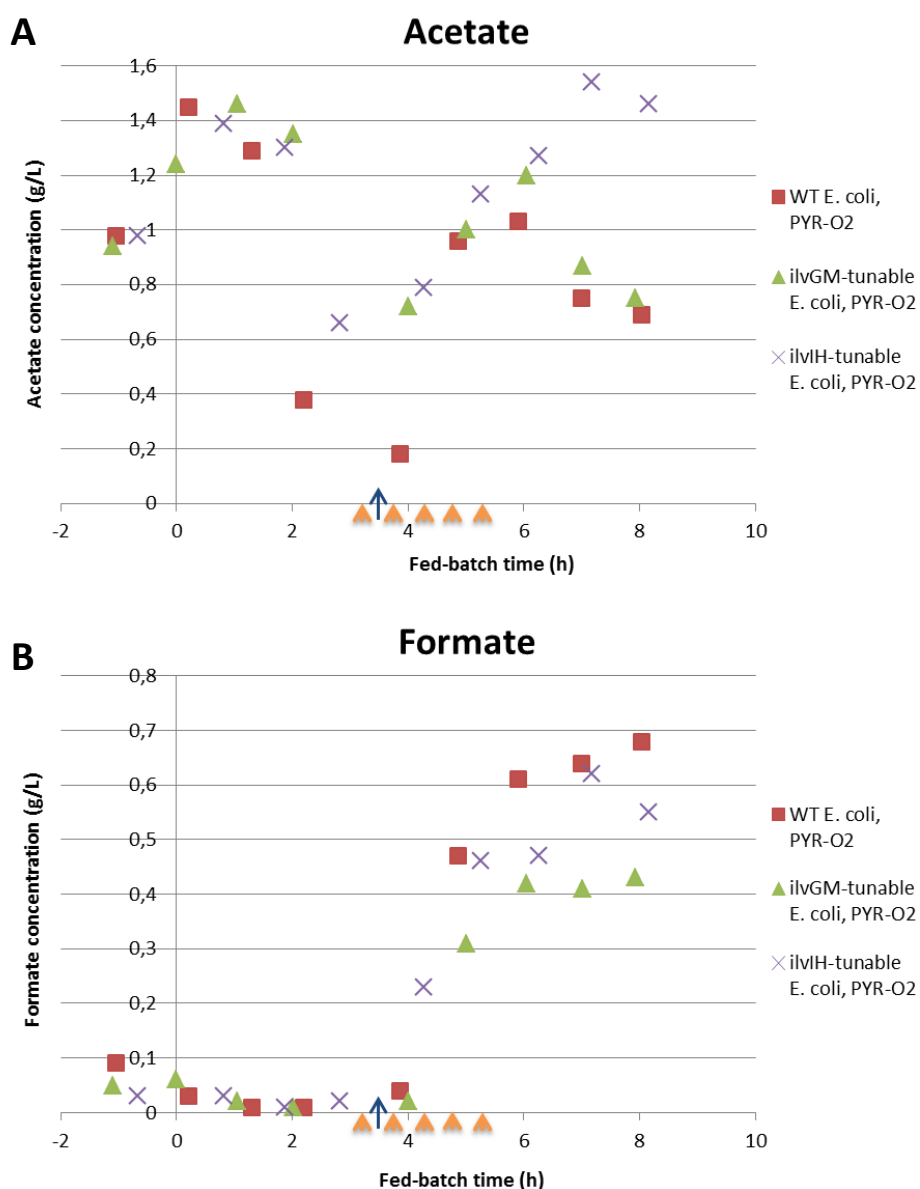 A
Acetate
1,6
1,4
1,2
1
0,8
0,6
0,4
0,2
0
Acetate concentration (g/L)
-2
0
2
4
6
8
10
Fed-batch time (h)
WT E. coli,
PYR-O2
ilvGM-tunable
E. coli, PYR-O2
ilvIH-tunable
E. coli, PYR-O2
B
Formate
0,8
0,7
0,6
0,5
0,4
0,3
0,2
0,1
0
Formate concentration (g/L)
-2
0
2
4
6
8
10
Fed-batch time (h)
WT E. coli,
PYR-O2
ilvGM-tunable
E. coli, PYR-O2
ilvIH-tunable
E. coli, PYR-O2